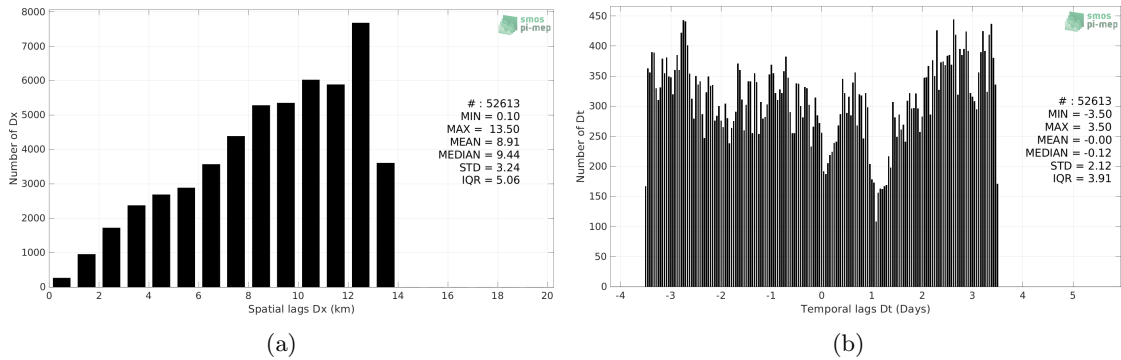 8000
7000
6000
5000
4000
3000
2000
1000
0
Number of Dx
0 2 4 6 8 10 12 14 16 18 20
Spatial lags Dx (km)
smos
pi-mep
# : 52613
MIN = 0.10
MAX = 13.50
MEAN = 8.91
MEDIAN = 9.44
STD = 3.24
IQR = 5.06
(a)
450
400
350
300
250
200
150
100
50
0
Number of Dt
-4 -3 -2 -1 0 1 2 3 4 5
Temporal lags Dt (Days)
smos
pi-mep
# : 52613
MIN = -3.50
MAX = 3.50
MEAN = -0.00
MEDIAN = -0.12
STD = 2.12
IQR = 3.91
(b)